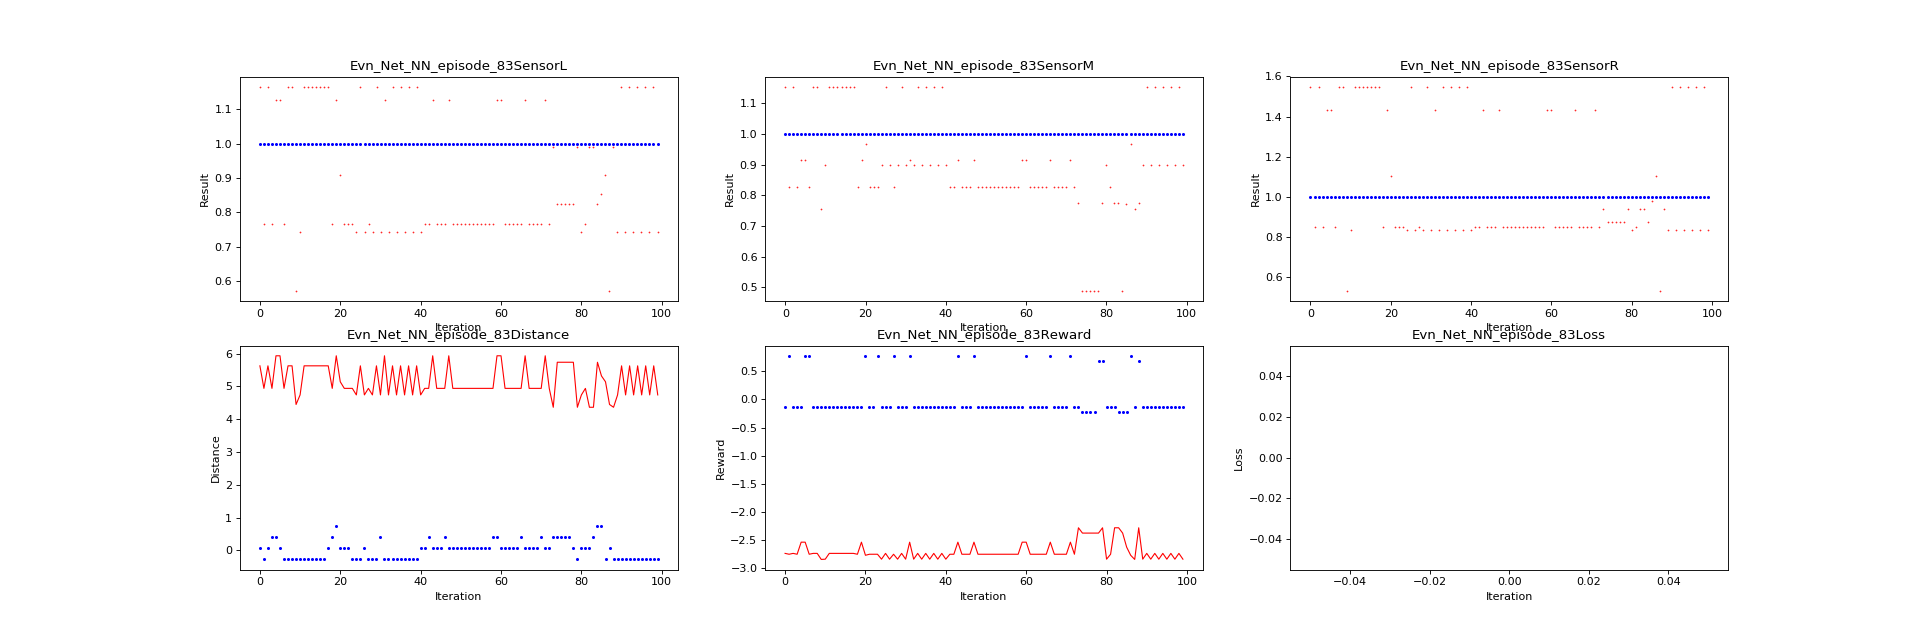 Evn_Net_NN_episode_83SensorL
Evn_Net_NN_episode_83SensorM
Evn_Net_NN_episode_83SensorR
Result
1.1
1.0
0.9
0.8
0.7
0.6
0 20 40 60 80 100
Iteration
Result
1.1
1.0
0.9
0.8
0.7
0.6
0.5
0 20 40 60 80 100
Iteration
Result
1.6
1.4
1.2
1.0
0.8
0.6
0 20 40 60 80 100
Iteration
Evn_Net_NN_episode_83Distance
Evn_Net_NN_episode_83Reward
Evn_Net_NN_episode_83Loss
Distance
6
5
4
3
2
1
0
0 20 40 60 80 100
Iteration
Reward
0.5
0.0
−0.5
−1.0
−1.5
−2.0
−2.5
−3.0
0 20 40 60 80 100
Iteration
Loss
0.04
0.02
0.00
−0.02
−0.04
−0.04 −0.02 0.00 0.02 0.04
Iteration